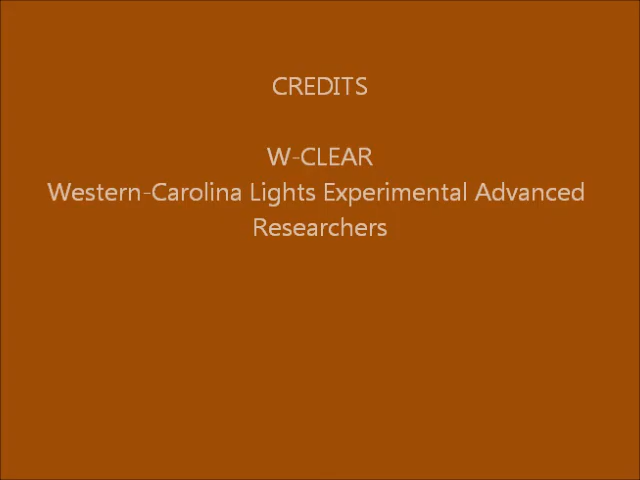 CREDITS
W-CLEAR
Western-Carolina Lights Experimental Advanced
Researchers